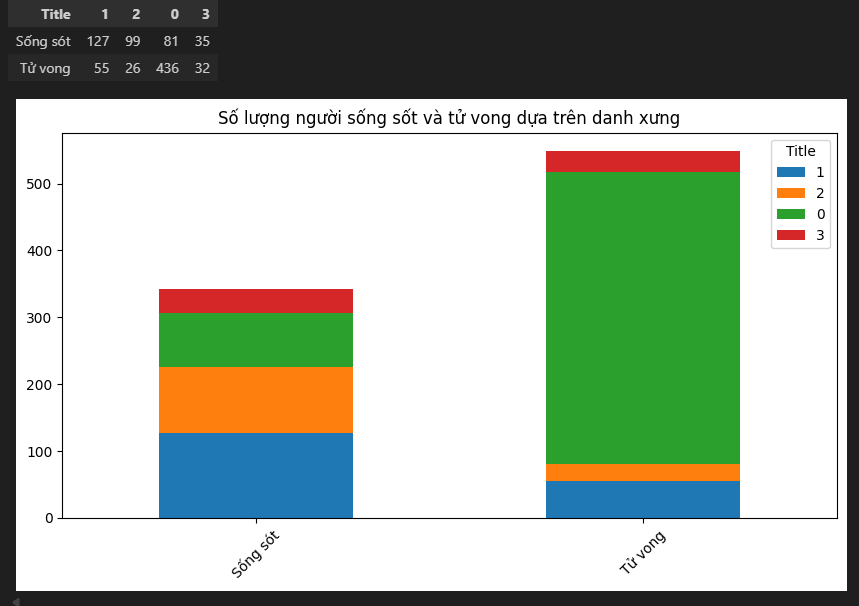 Title 1 2 0 3
Sống sót 127 99 81 35
Tử vong 55 26 436 32
Số lượng người sống sốt và tử vong dựa trên danh xưng
Title
1
2
0
3
500
400
300
200
100
0
Sống sót
Tử vong